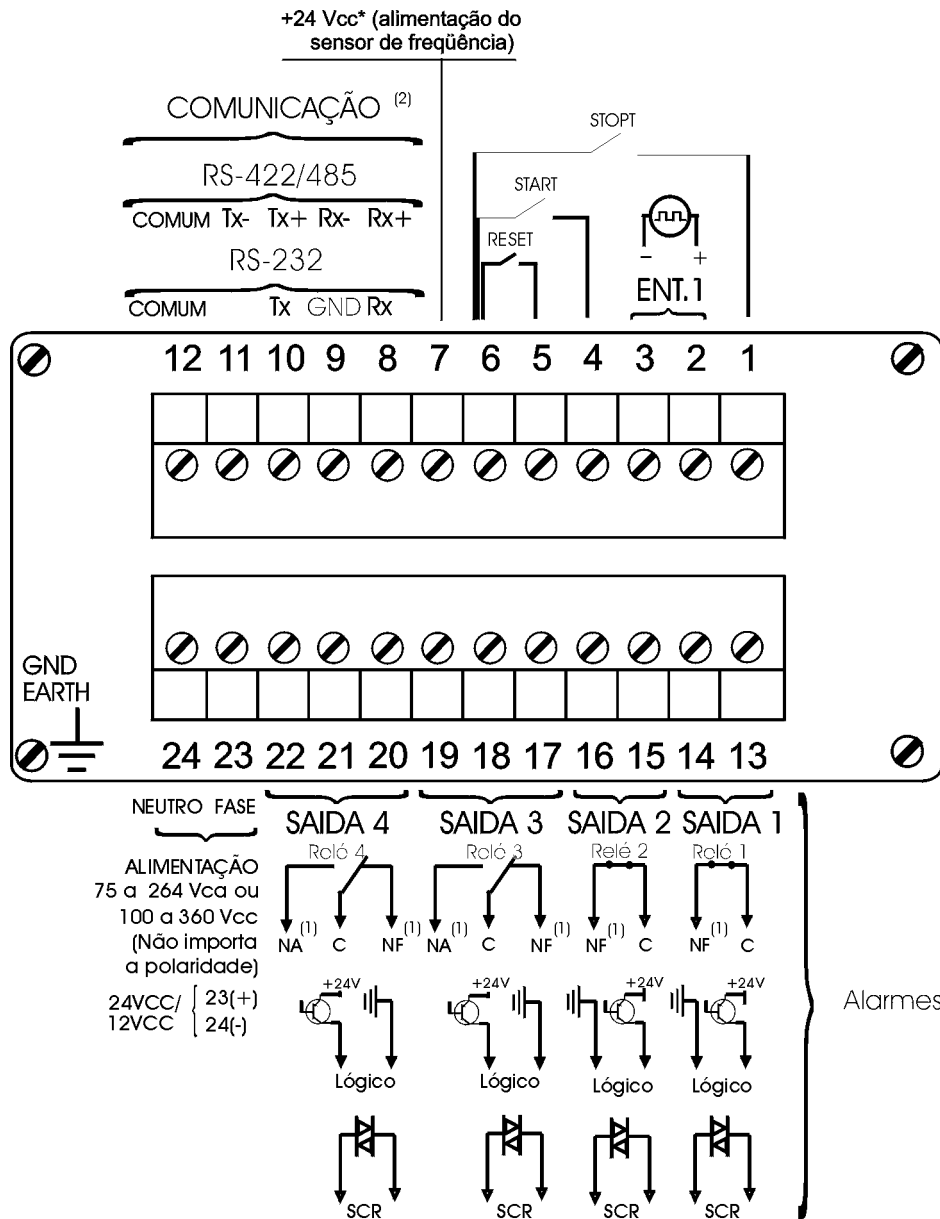 +24 Vcc* (alimentação do
sensor de freqüência)
COMUNICAÇÃO (2)
STOPT
RS-422/485
START
COMUM Tx- Tx+ Rx- Rx+
RESET
RS-232
- +
ENT.1
COMUM Tx GND Rx
12 11 10 9 8 7 6 5 4 3 2 1
GND
EARTH
24 23 22 21 20 19 18 17 16 15 14 13
NEUTRO FASE
SAIDA 4 SAIDA 3 SAIDA 2 SAIDA 1
Relé 4 Relé 3 Relé 2 Relé 1
ALIMENTAÇÃO
75 a 264 Vca ou
100 a 360 Vcc
(Não importa
a polaridade)
NA (1) C NF (1) NA (1) C NF (1) NF (1) C NF (1) C
24VCC/
12VCC
23(+)
24(-)
+24V +24V +24V +24V
Alarmes
Lógico Lógico Lógico Lógico
SCR SCR SCR SCR